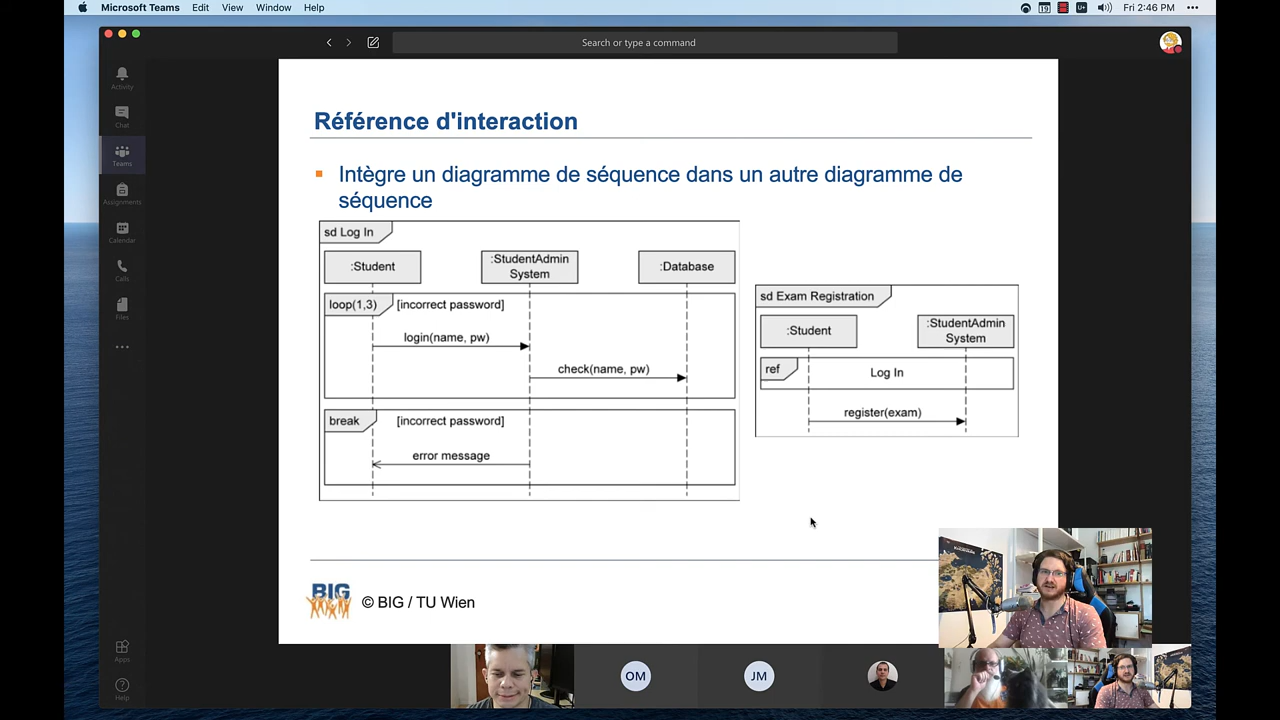 Microsoft Teams Edit View Window Help
19 U+ Fri 2:46 PM
Search or type a command
Activity
Chat
Teams
Assignments
Calendar
Calls
Files
Apps
Help
Référence d'interaction
Intègre un diagramme de séquence dans un autre diagramme de
séquence
sd Log In
:Student
:StudentAdmin
System
:Database
loop(1,3) [incorrect password]
login(name, pw)
check(name, pw)
break [incorrect password]
error message
sd Exam Registration
:Student
:StudentAdmin
System
ref
Log In
register(exam)
BIG
© BIG / TU Wien
OM
JM